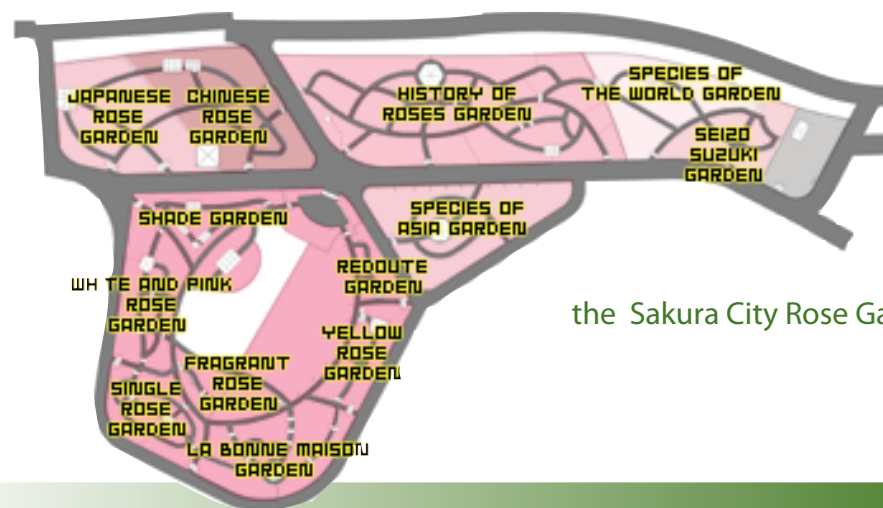 JAPANESE
ROSE
GARDEN
CHINESE
ROSE
GARDEN
HISTORY OF
ROSES GARDEN
SPECIES OF
THE WORLD GARDEN
SEIZO
SUZUKI
GARDEN
SHADE GARDEN
SPECIES OF
ASIA GARDEN
WH TE AND PINK
ROSE
GARDEN
REDOUTE
GARDEN
the Sakura City Rose Ga
YELLOW
ROSE
GARDEN
FRAGRANT
ROSE
GARDEN
SINGLE
ROSE
GARDEN
LA BONNE MAISON
GARDEN